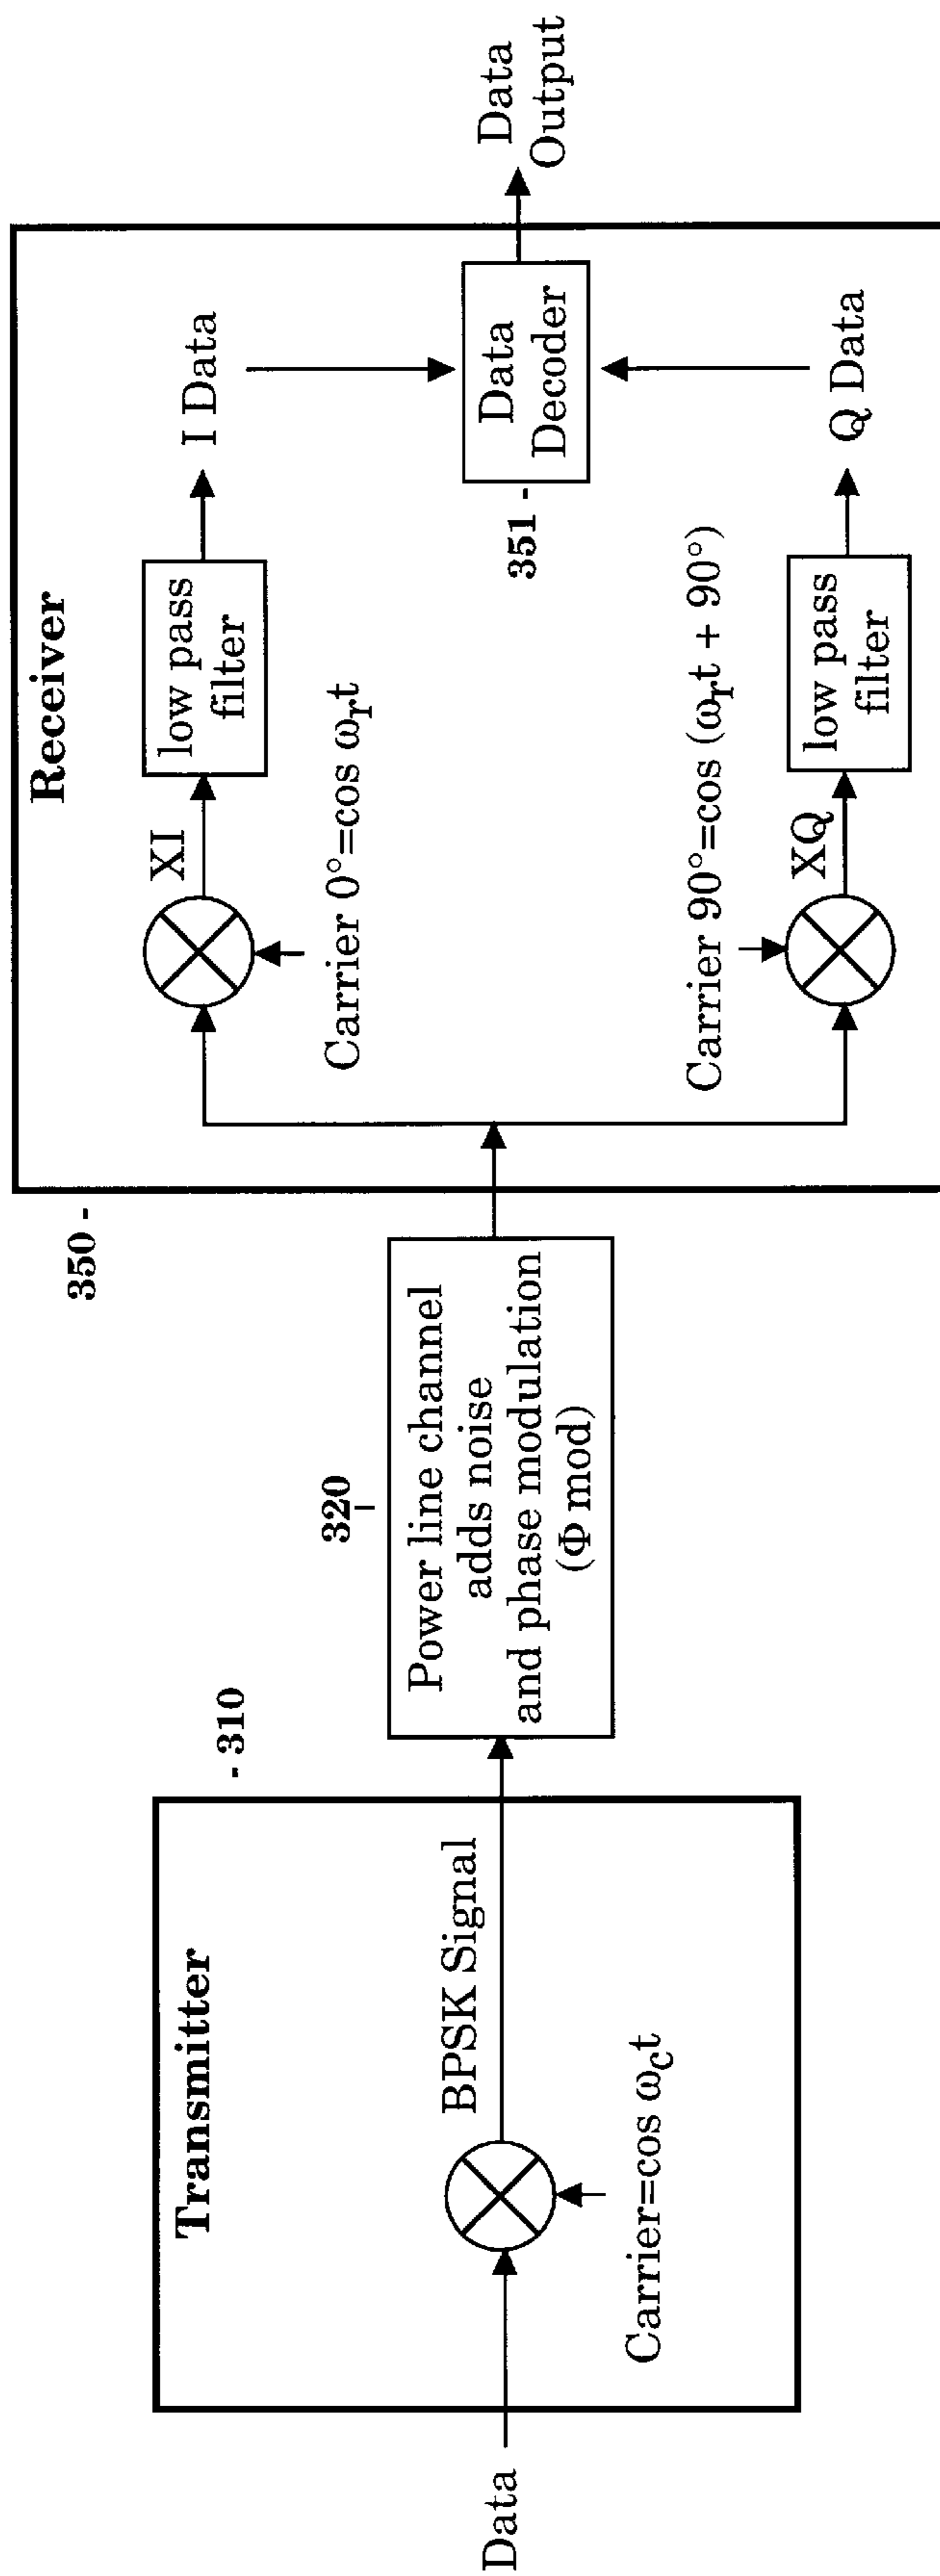 Data
Transmitter
BPSK Signal
Carrier=cos ωct
- 310
320
Power line channel
adds noise
and phase modulation
(Φ mod)
350 -
Receiver
XI
Carrier 0°=cos ωrt
low pass
filter
I Data
Carrier 90°=cos (ωrt + 90°)
XQ
low pass
filter
Q Data
351 -
Data
Decoder
Data
Output